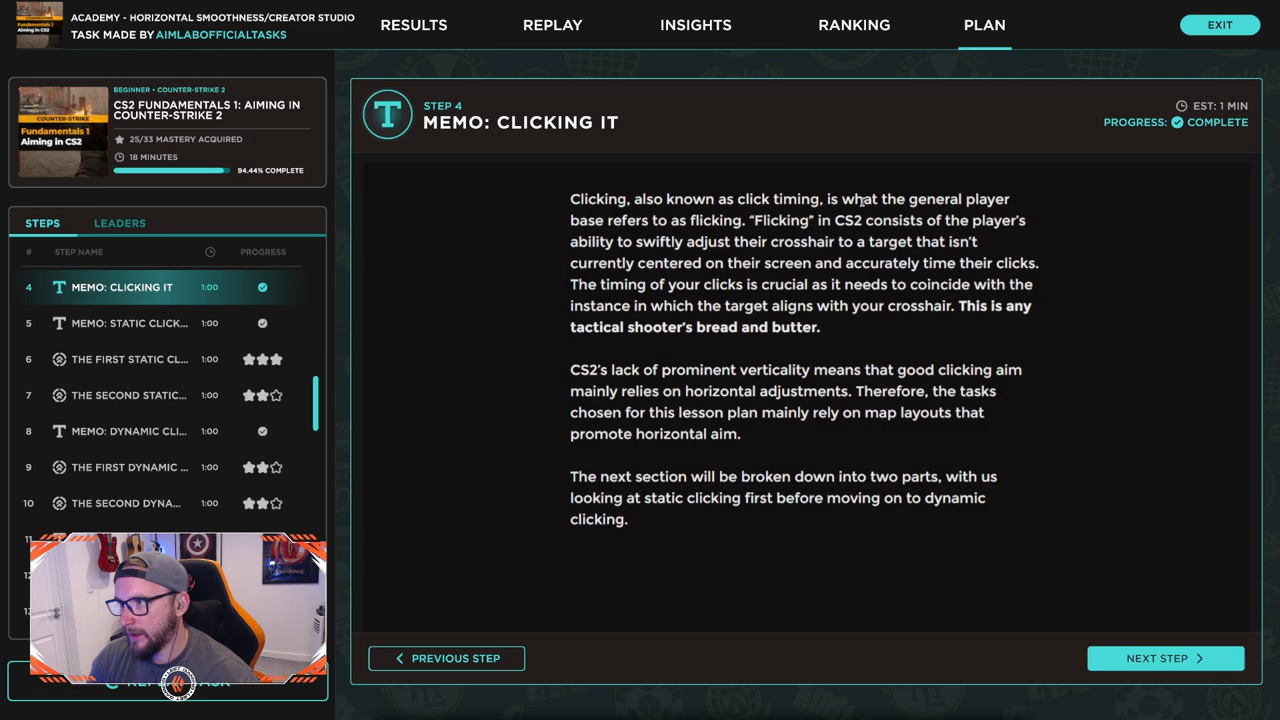 ACADEMY - HORIZONTAL SMOOTHNESS/CREATOR STUDIO
TASK MADE BY AIMLABOFFICIALTASKS
RESULTS
REPLAY
INSIGHTS
RANKING
PLAN
EXIT
COUNTER-STRIKE
Fundamentals 1
Aiming in CS2
BEGINNER • COUNTER-STRIKE 2
CS2 FUNDAMENTALS 1: AIMING IN
COUNTER-STRIKE 2
25/33 MASTERY ACQUIRED
18 MINUTES
94.44% COMPLETE
STEPS
LEADERS
# STEP NAME PROGRESS
4 MEMO: CLICKING IT 1:00
5 MEMO: STATIC CLICK... 1:00
6 THE FIRST STATIC CL... 1:00
7 THE SECOND STATIC... 1:00
8 MEMO: DYNAMIC CLI... 1:00
9 THE FIRST DYNAMIC ... 1:00
10 THE SECOND DYNA... 1:00
STEP 4
MEMO: CLICKING IT
EST: 1 MIN
PROGRESS: COMPLETE
Clicking, also known as click timing, is what the general player
base refers to as flicking. “Flicking” in CS2 consists of the player’s
ability to swiftly adjust their crosshair to a target that isn’t
currently centered on their screen and accurately time their clicks.
The timing of your clicks is crucial as it needs to coincide with the
instance in which the target aligns with your crosshair. This is any
tactical shooter’s bread and butter.
CS2’s lack of prominent verticality means that good clicking aim
mainly relies on horizontal adjustments. Therefore, the tasks
chosen for this lesson plan mainly rely on map layouts that
promote horizontal aim.
The next section will be broken down into two parts, with us
looking at static clicking first before moving on to dynamic
clicking.
PREVIOUS STEP
NEXT STEP